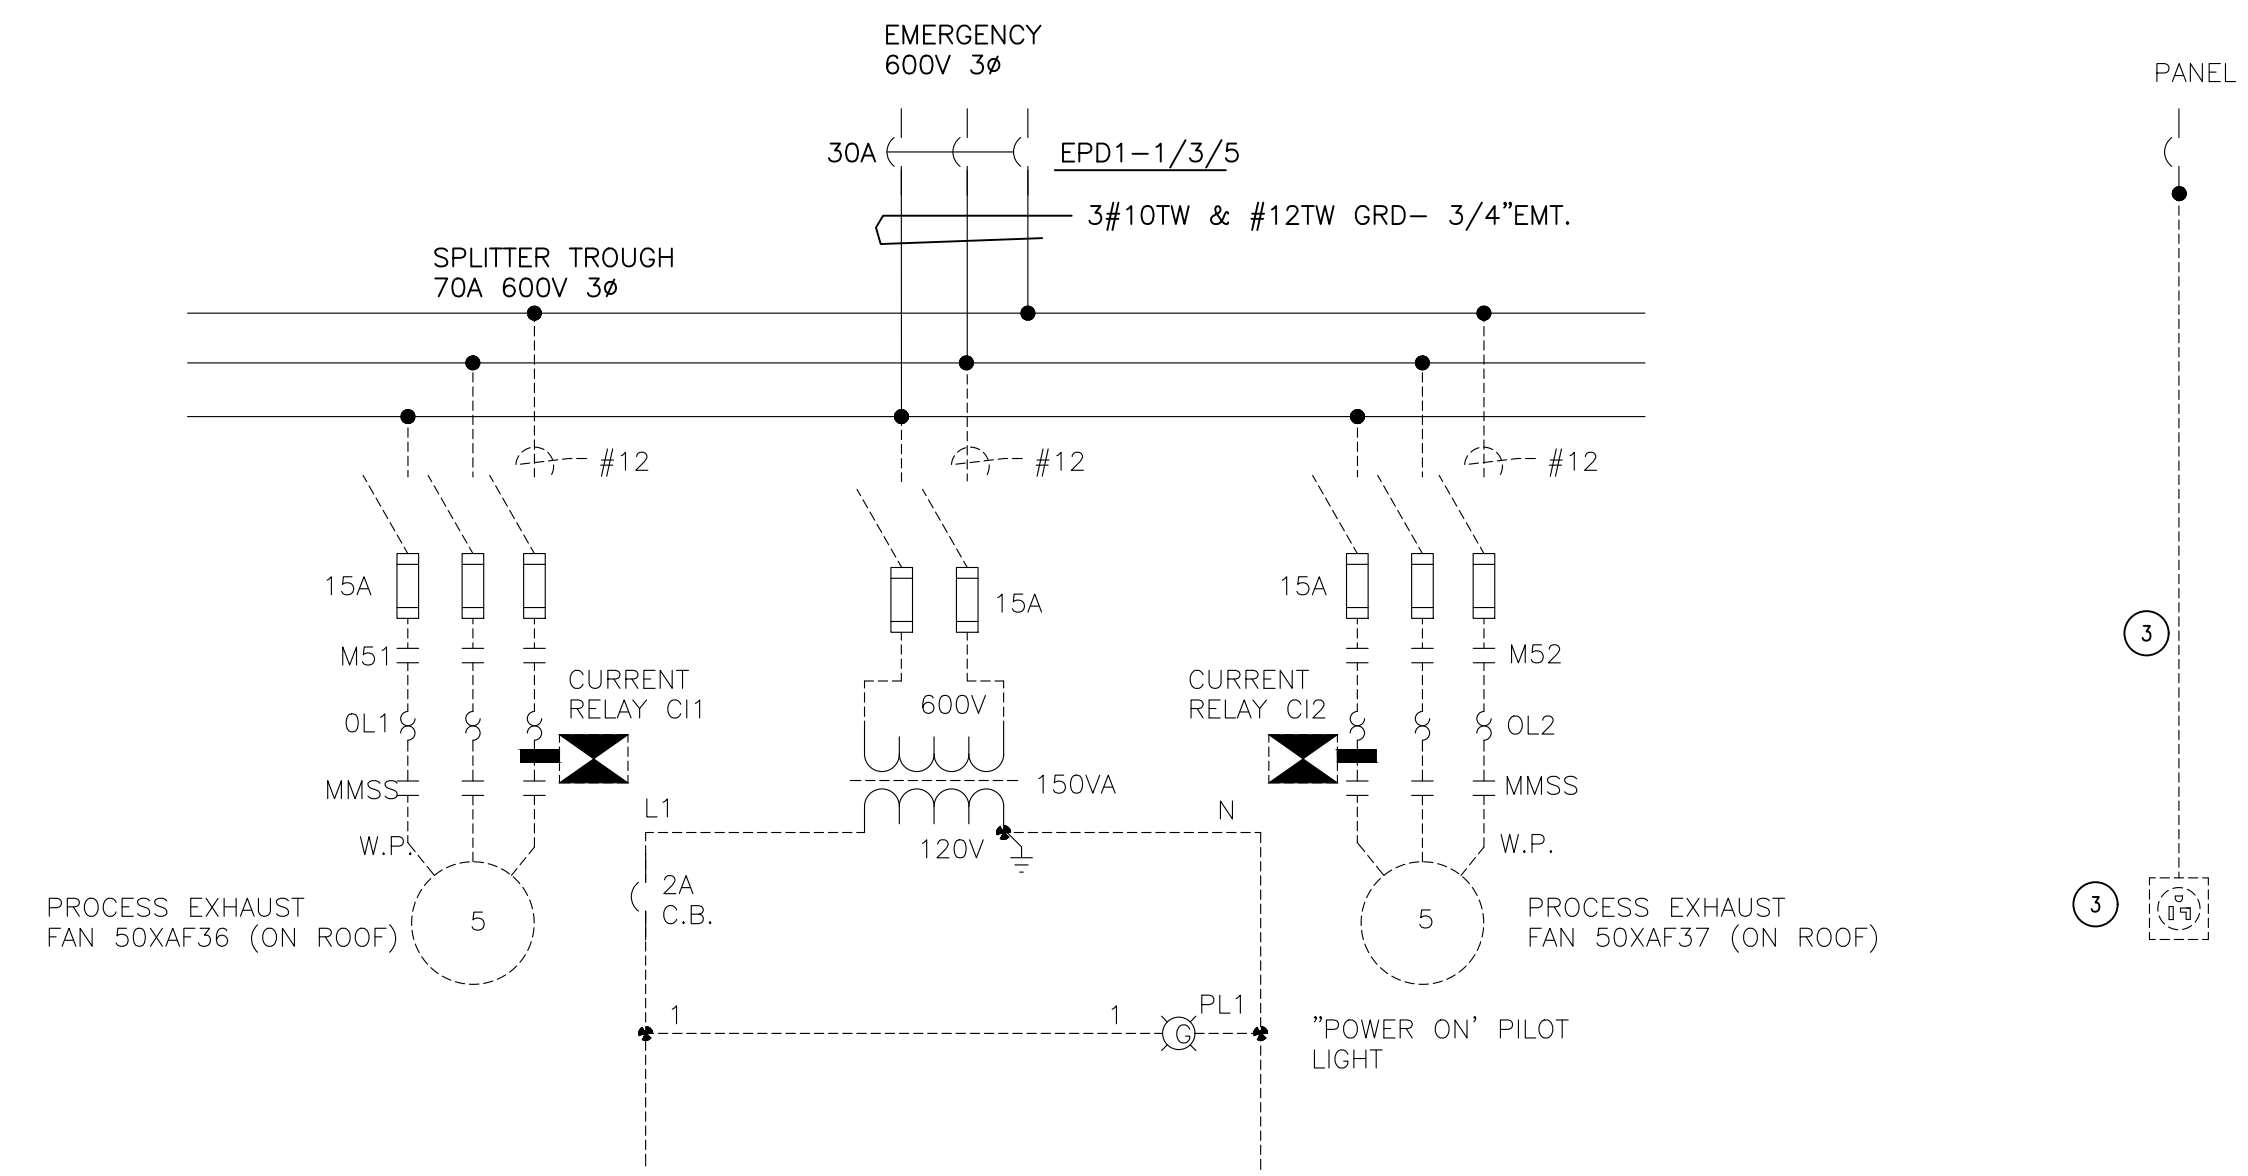 EMERGENCY
600V 3ø
PANEL
30A
EPD1-1/3/5
3#10TW & #12TW GRD- 3/4"EMT.
SPLITTER TROUGH
70A 600V 3ø
#12
#12
#12
15A
15A
15A
M51
M52
3
CURRENT
RELAY CI1
600V
CURRENT
RELAY CI2
OL1
OL2
MMSS
150VA
MMSS
L1
N
W.P.
120V
W.P.
2A
C.B.
PROCESS EXHAUST
FAN 50XAF36 (ON ROOF)
5
5
PROCESS EXHAUST
FAN 50XAF37 (ON ROOF)
3
1
1
PL1
G
"POWER ON' PILOT
LIGHT